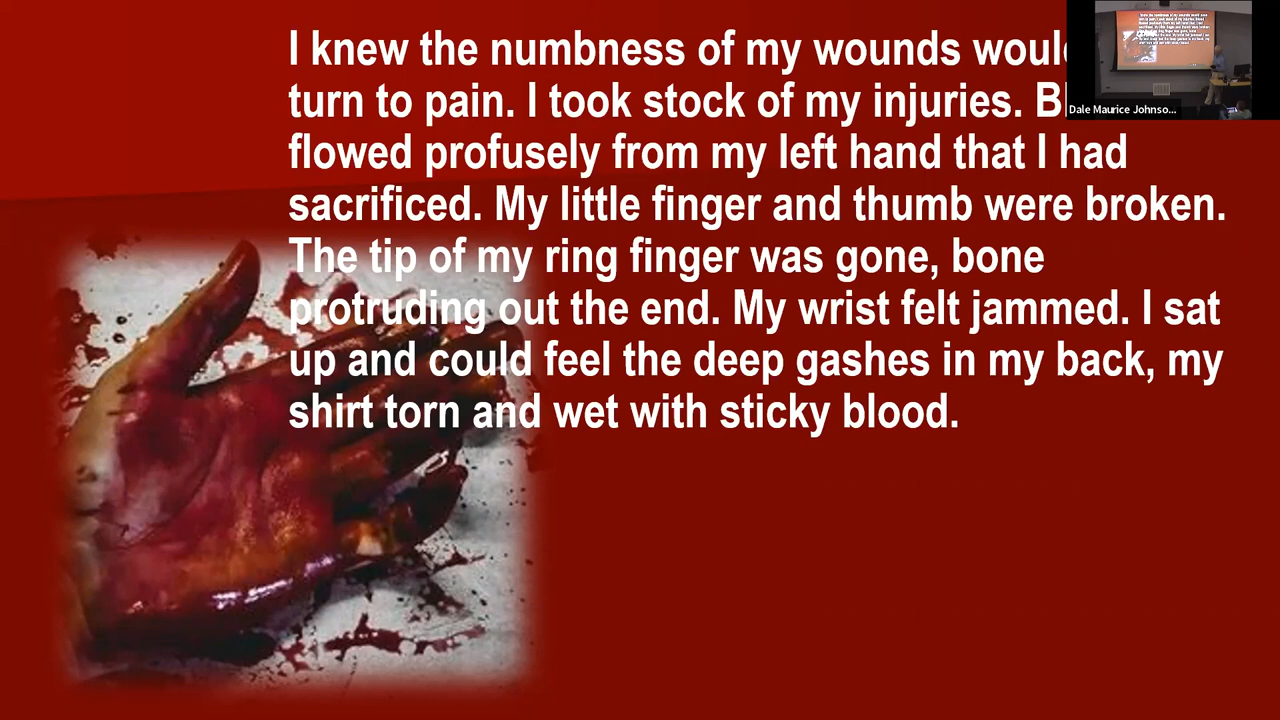 I knew the numbness of my wounds
turn to pain. I took stock of my injuries.
flowed profusely from my left hand that I had
sacrificed. My little finger and thumb were broken.
The tip of my ring finger was gone, bone
protruding out the end. My wrist felt jammed. I sat
up and could feel the deep gashes in my back, my
shirt torn and wet with sticky blood.
Dale Maurice Johnso...